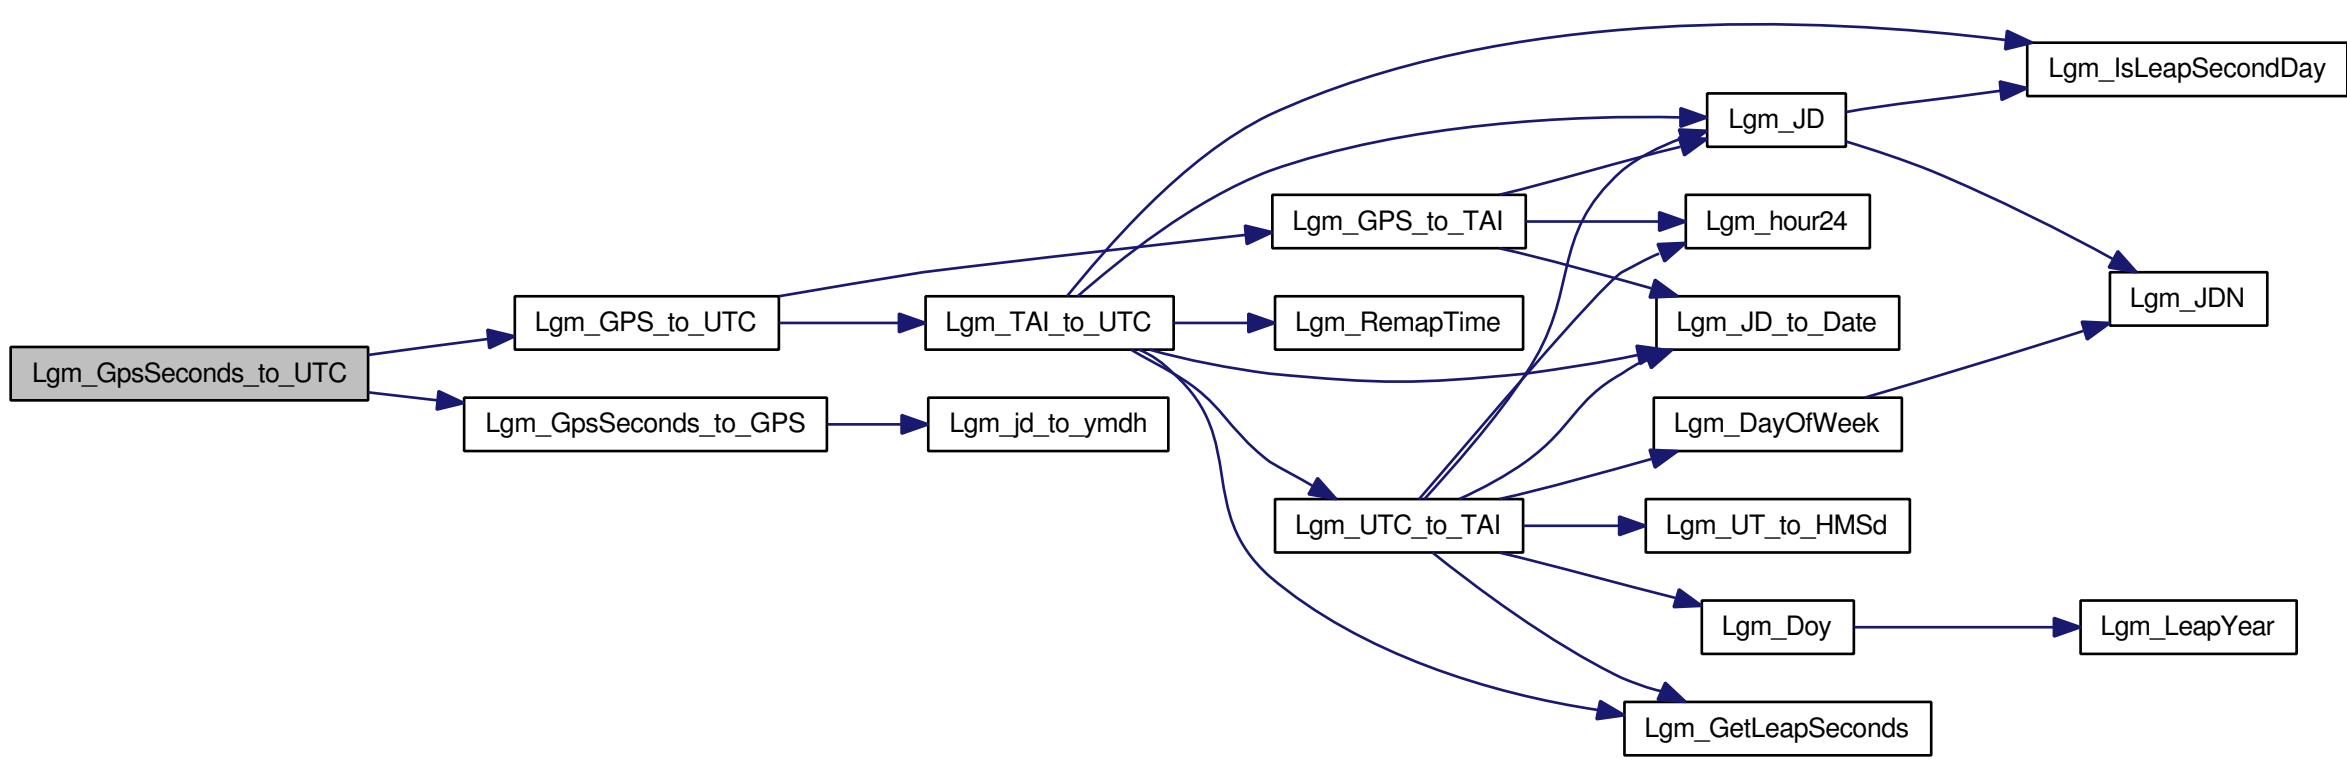 Lgm_IsLeapSecondDay
Lgm_JD
Lgm_GPS_to_TAI
Lgm_hour24
Lgm_JDN
Lgm_GPS_to_UTC
Lgm_TAI_to_UTC
Lgm_RemapTime
Lgm_JD_to_Date
Lgm_GpsSeconds_to_UTC
Lgm_GpsSeconds_to_GPS
Lgm_jd_to_ymdh
Lgm_DayOfWeek
Lgm_UTC_to_TAI
Lgm_UT_to_HMSd
Lgm_Doy
Lgm_LeapYear
Lgm_GetLeapSeconds